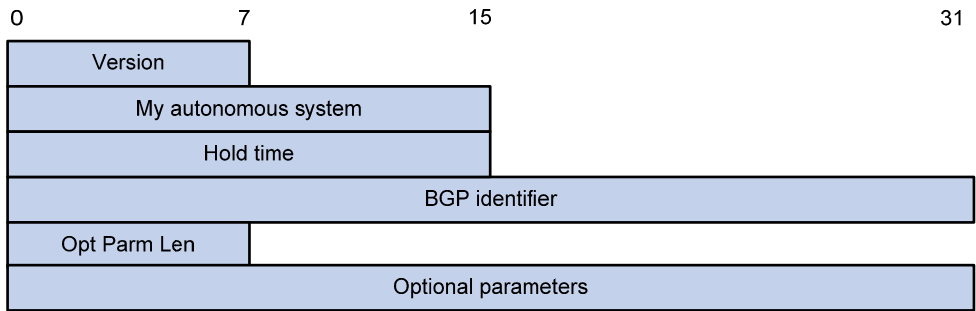 0 7 15 31
Version
My autonomous system
Hold time
BGP identifier
Opt Parm Len
Optional parameters